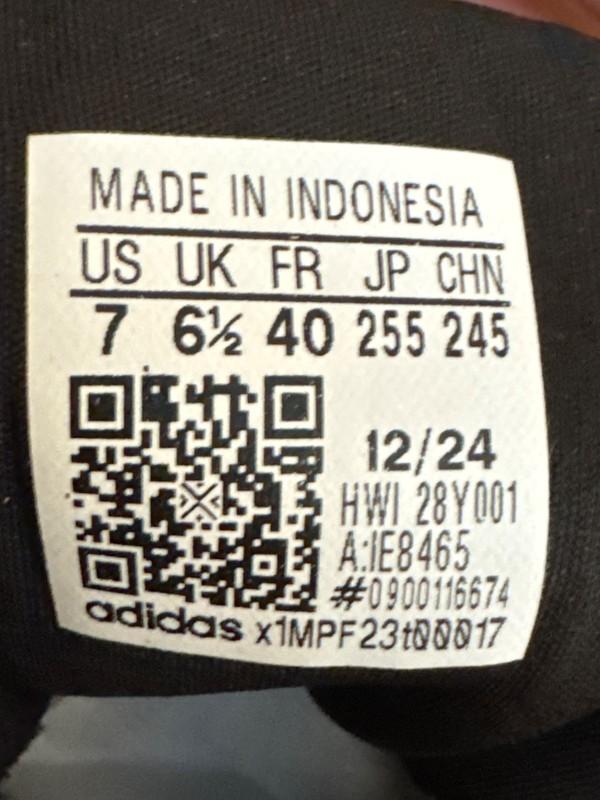 MADE IN INDONESIA
US UK FR JP CHN
7 6½ 40 255 245
12/24
HWI 28Y001
A:IE8465
#0900116674
adidas x1MPF23t00017